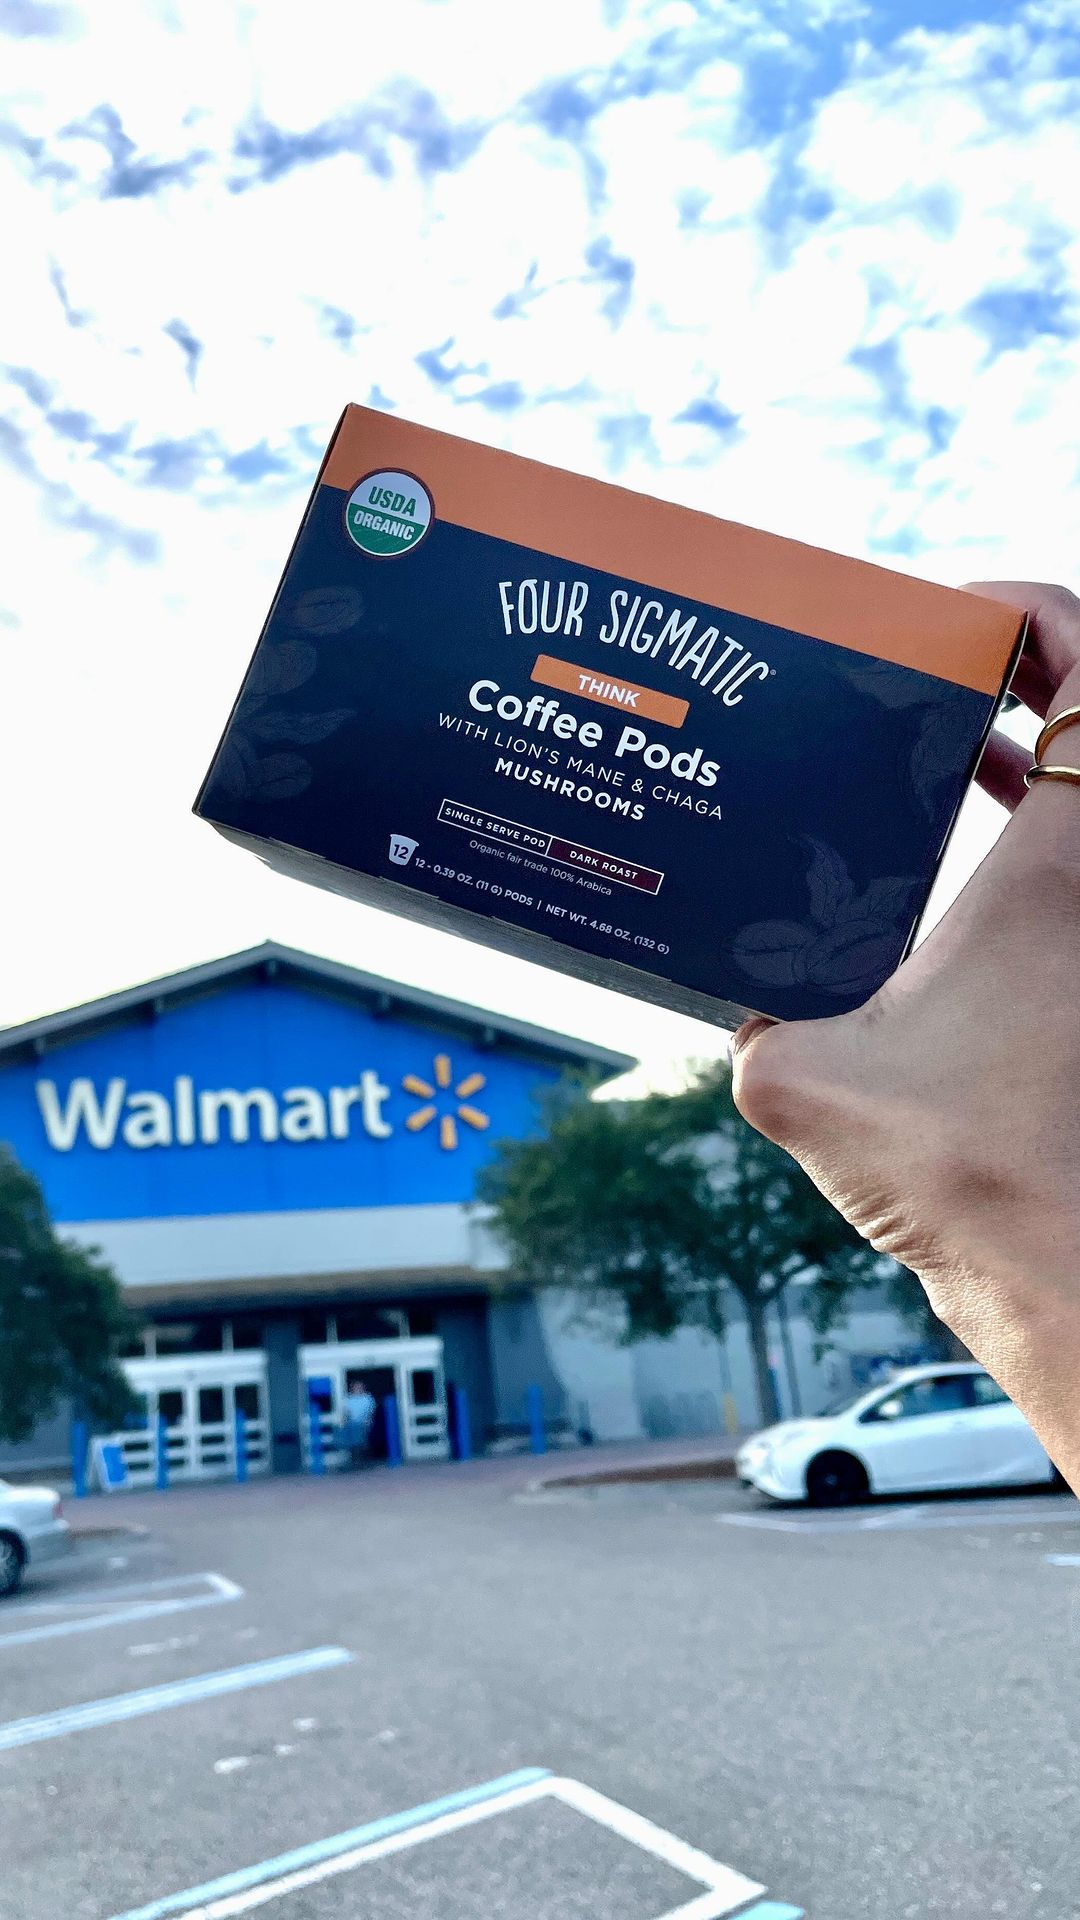 USDA
ORGANIC
FOUR SIGMATIC®
THINK
Coffee Pods
WITH LION'S MANE & CHAGA
MUSHROOMS
SINGLE SERVE POD DARK ROAST
Organic fair trade 100% Arabica
12 12 - 0.39 OZ. (11 G) PODS | NET WT. 4.68 OZ. (132 G)
Walmart